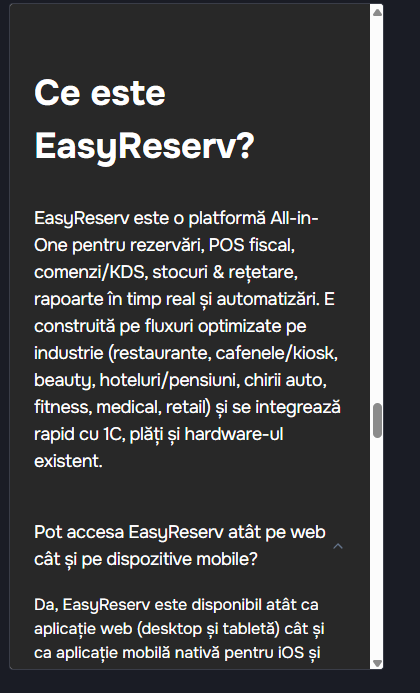 Ce este
EasyReserv?
EasyReserv este o platformă All-in-
One pentru rezervări, POS fiscal,
comenzi/KDS, stocuri & rețetare,
rapoarte în timp real și automatizări. E
construită pe fluxuri optimizate pe
industrie (restaurante, cafenele/kiosk,
beauty, hoteluri/pensiuni, chirii auto,
fitness, medical, retail) și se integrează
rapid cu 1C, plăți și hardware-ul
existent.
Pot accesa EasyReserv atât pe web
cât și pe dispozitive mobile?
Da, EasyReserv este disponibil atât ca
aplicație web (desktop și tabletă) cât și
ca aplicație mobilă nativă pentru iOS și